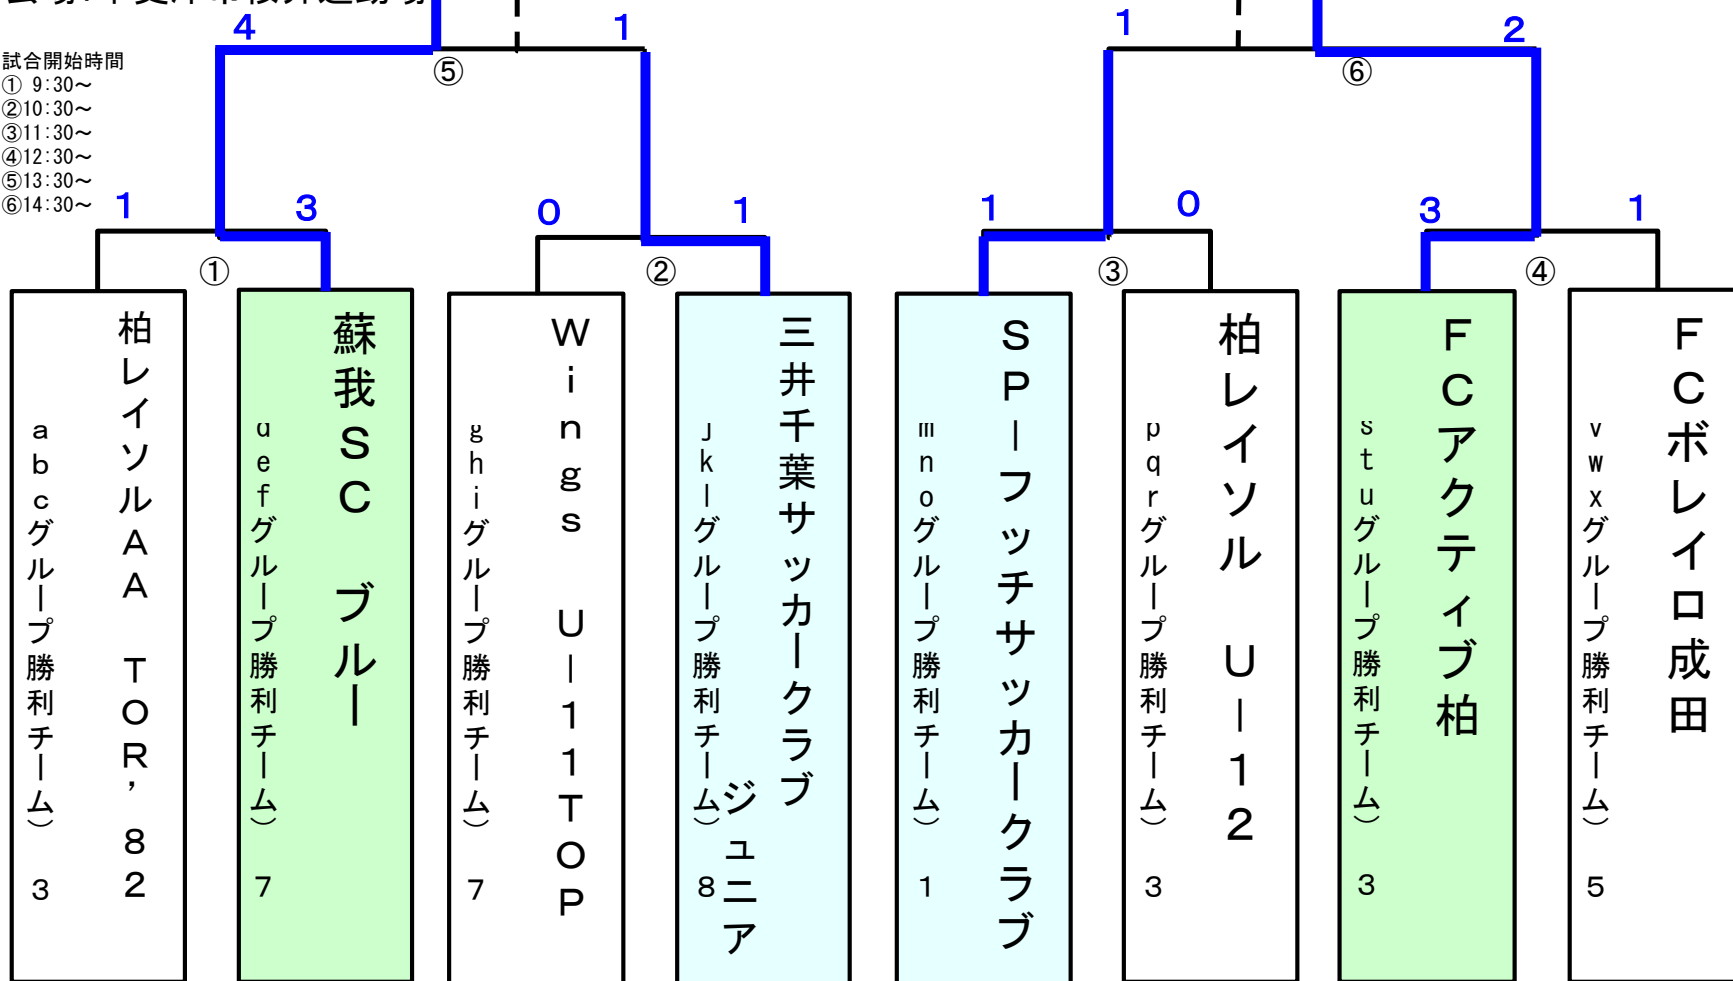 試合開始時間
① 9:30～
②10:30～
③11:30～
④12:30～
⑤13:30～
⑥14:30～
4
1
⑤
1
2
⑥
1
3
①
0
1
②
1
0
③
3
1
④
柏レイソルAA TOR'82
abcグループ勝利チーム) 3
蘇我SC ブルー
efグループ勝利チーム) 7
Wings U-11TOP
ghiグループ勝利チーム) 7
三井千葉サッカークラブ
ジュニア
jklグループ勝利チーム) 8
SP-フッチサッカークラブ
mnoグループ勝利チーム) 1
柏レイソル U-12
pqrグループ勝利チーム) 3
FCアクティブ柏
stuグループ勝利チーム) 3
FCボレイロ成田
vwxグループ勝利チーム) 5